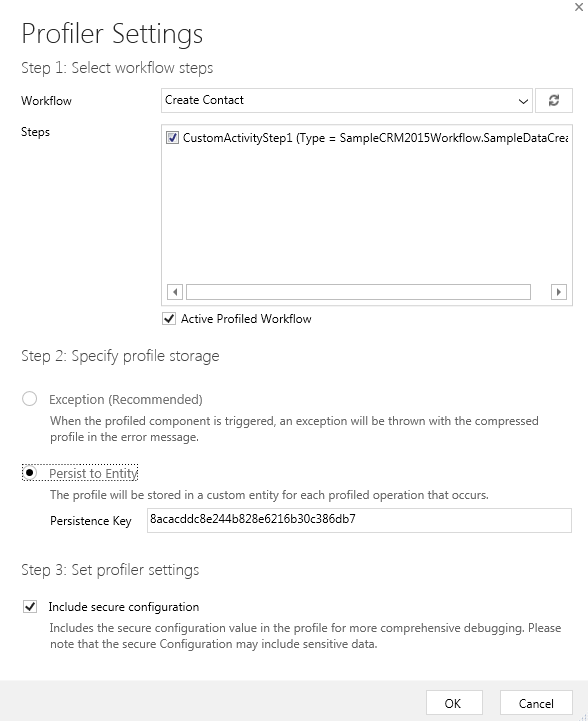 Profiler Settings
Step 1: Select workflow steps
Workflow
Create Contact
Steps
CustomActivityStep1 (Type = SampleCRM2015Workflow.SampleDataCrea
Active Profiled Workflow
Step 2: Specify profile storage
Exception (Recommended)
When the profiled component is triggered, an exception will be thrown with the compressed
profile in the error message.
Persist to Entity
The profile will be stored in a custom entity for each profiled operation that occurs.
Persistence Key
8acacddc8e244b828e6216b30c386db7
Step 3: Set profiler settings
Include secure configuration
Includes the secure configuration value in the profile for more comprehensive debugging. Please
note that the secure Configuration may include sensitive data.
OK
Cancel